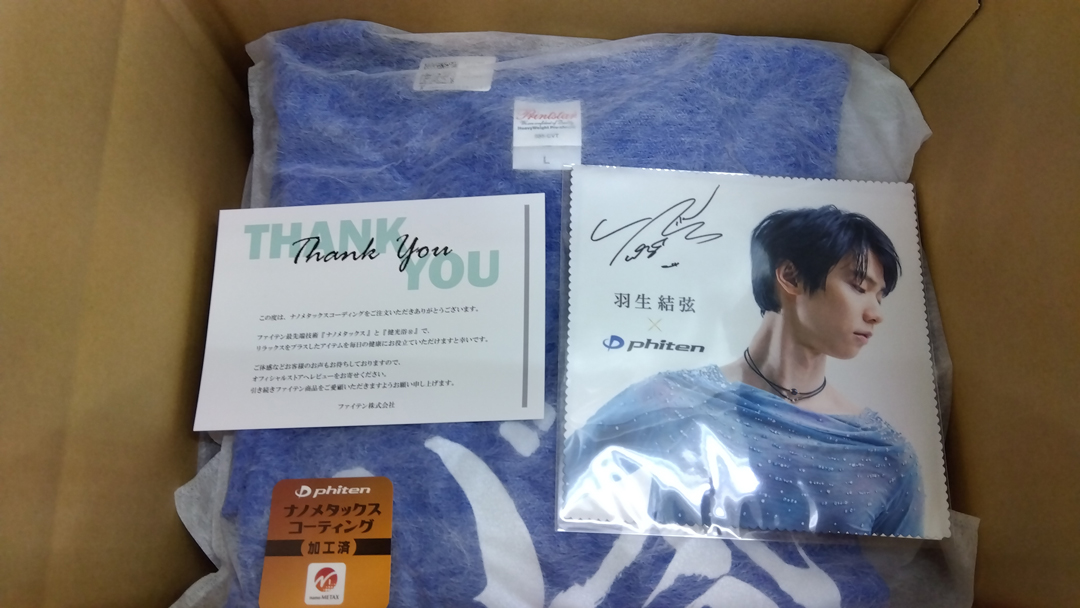 Printstar
L
THANK
YOU
Thank You
この度は、ナノメタックスコーティングをご注文いただきありがとうございます。
ファイテン最先端技術『ナノメタックス』と『健光浴®』で、
リラックスをプラスしたアイテムを毎日の健康にお役立ていただけますと幸いです。
ご体感などお客様のお声もお待ちしておりますので、
オフィシャルストアへレビューをお寄せください。
引き続きファイテン商品をご愛顧いただきますようお願い申し上げます。
ファイテン株式会社
羽生結弦
×
phiten
phiten
ナノメタックス
コーティング
加工済
nano METAX